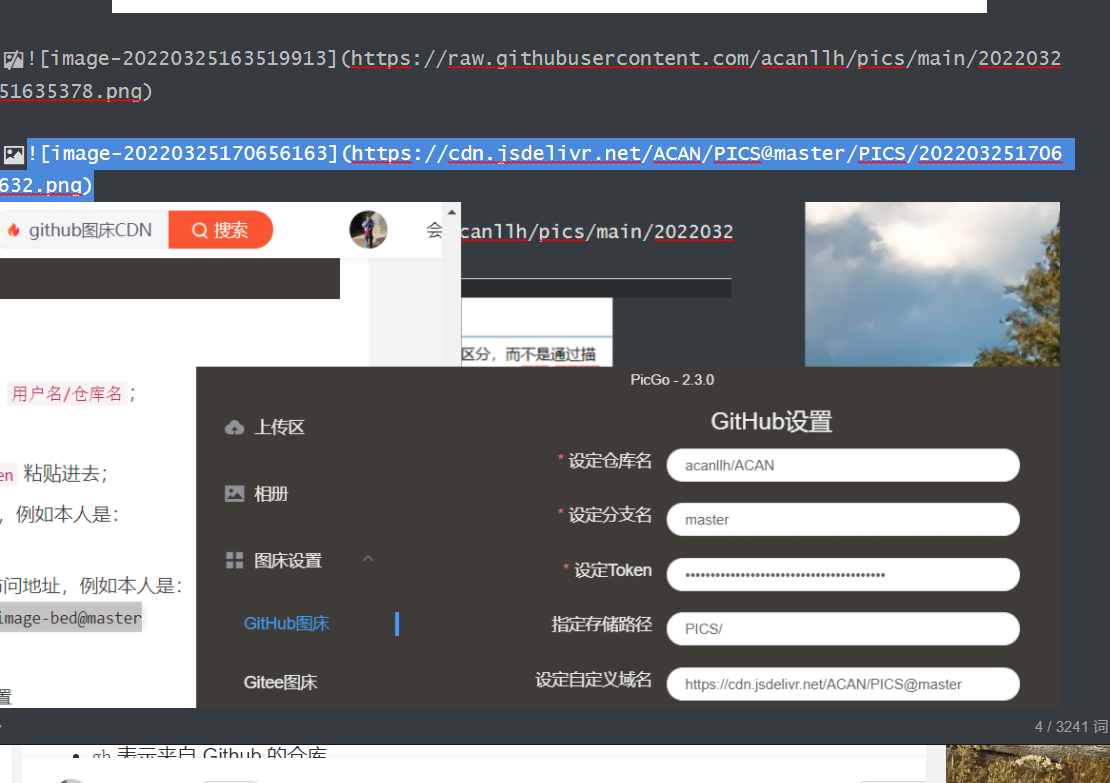 ![image-20220325163519913](https://raw.githubusercontent.com/acanllh/pics/main/2022032
51635378.png)
![image-20220325170656163](https://cdn.jsdelivr.net/ACAN/PICS@master/PICS/202203251706
632.png)
github图床CDN
搜索
会
canllh/pics/main/2022032
区分，而不是通过描
用户名/仓库名；
en 粘贴进去；
，例如本人是：
问地址，例如本人是：
image-bed@master
置
PicGo - 2.3.0
GitHub设置
上传区
相册
图床设置
GitHub图床
Gitee图床
* 设定仓库名
acanllh/ACAN
* 设定分支名
master
* 设定Token
••••••••••••••••••••••••••••••••••••••••
指定存储路径
PICS/
设定自定义域名
https://cdn.jsdelivr.net/ACAN/PICS@master
4 / 3241 词
• gh 表示来自 Github 的仓库